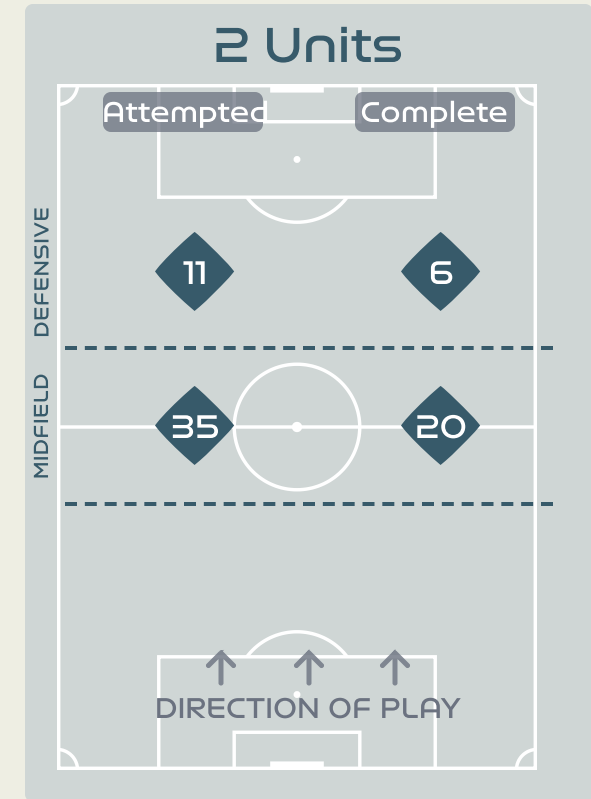 2 Units
Attempted Complete
DEFENSIVE
11 6
MIDFIELD
35 20
DIRECTION OF PLAY